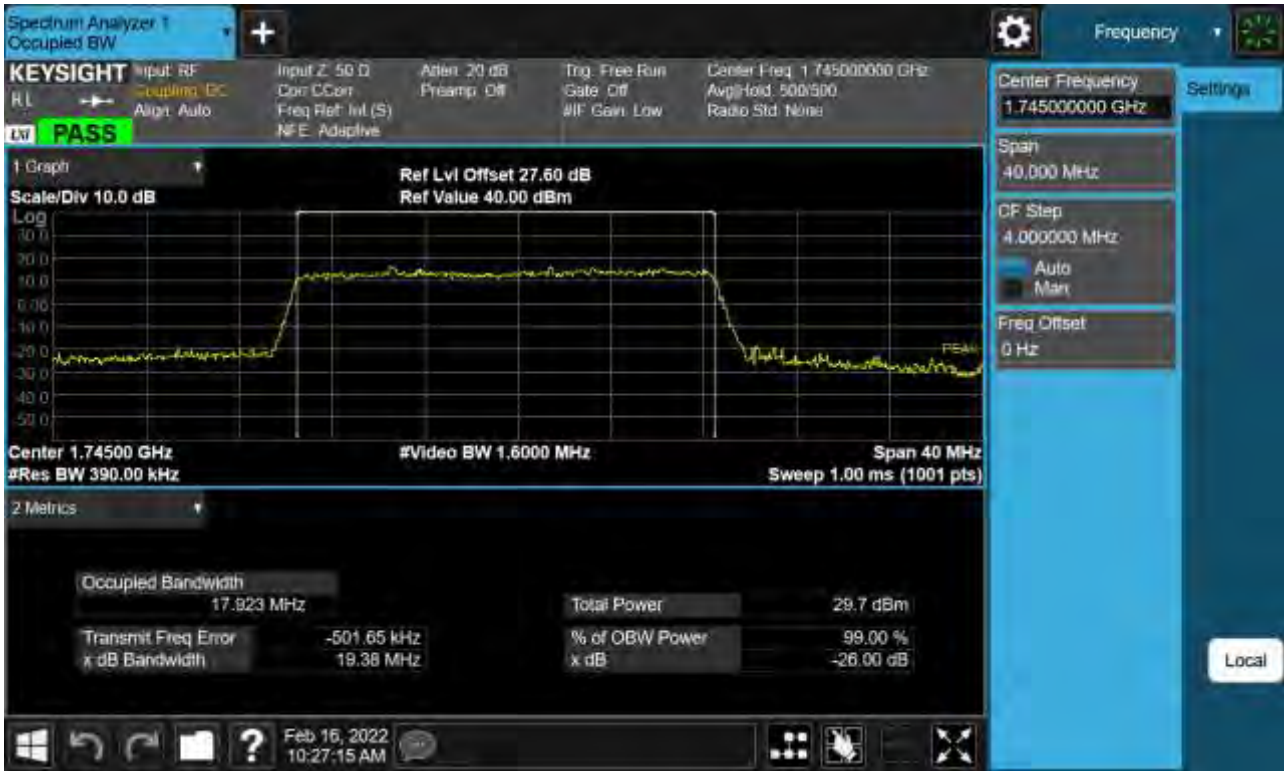 Spectrum Analyzer 1
Occupied BW
+
Frequency
KEYSIGHT
RL
LXI
PASS
Input: RF
Coupling: DC
Align: Auto
Input Z: 50 Ω
Corr CCorr
Freq Ref: Int (S)
NFE: Adaptive
Atten: 20 dB
Preamp: Off
Trig: Free Run
Gate: Off
#IF Gain: Low
Center Freq: 1.745000000 GHz
Avg|Hold: 500/500
Radio Std: None
1 Graph
Scale/Div 10.0 dB
Ref Lvl Offset 27.60 dB
Ref Value 40.00 dBm
Log
30.0
20.0
10.0
0.00
-10.0
-20.0
-30.0
-40.0
-50.0
PEAK
Center 1.74500 GHz
#Res BW 390.00 kHz
#Video BW 1.6000 MHz
Span 40 MHz
Sweep 1.00 ms (1001 pts)
2 Metrics
Occupied Bandwidth
17.923 MHz
Transmit Freq Error -501.65 kHz
x dB Bandwidth 19.38 MHz
Total Power 29.7 dBm
% of OBW Power 99.00 %
x dB -26.00 dB
Center Frequency
1.745000000 GHz
Span
40.000 MHz
CF Step
4.000000 MHz
Auto
Man
Freq Offset
0 Hz
Settings
Local
?
Feb 16, 2022
10:27:15 AM